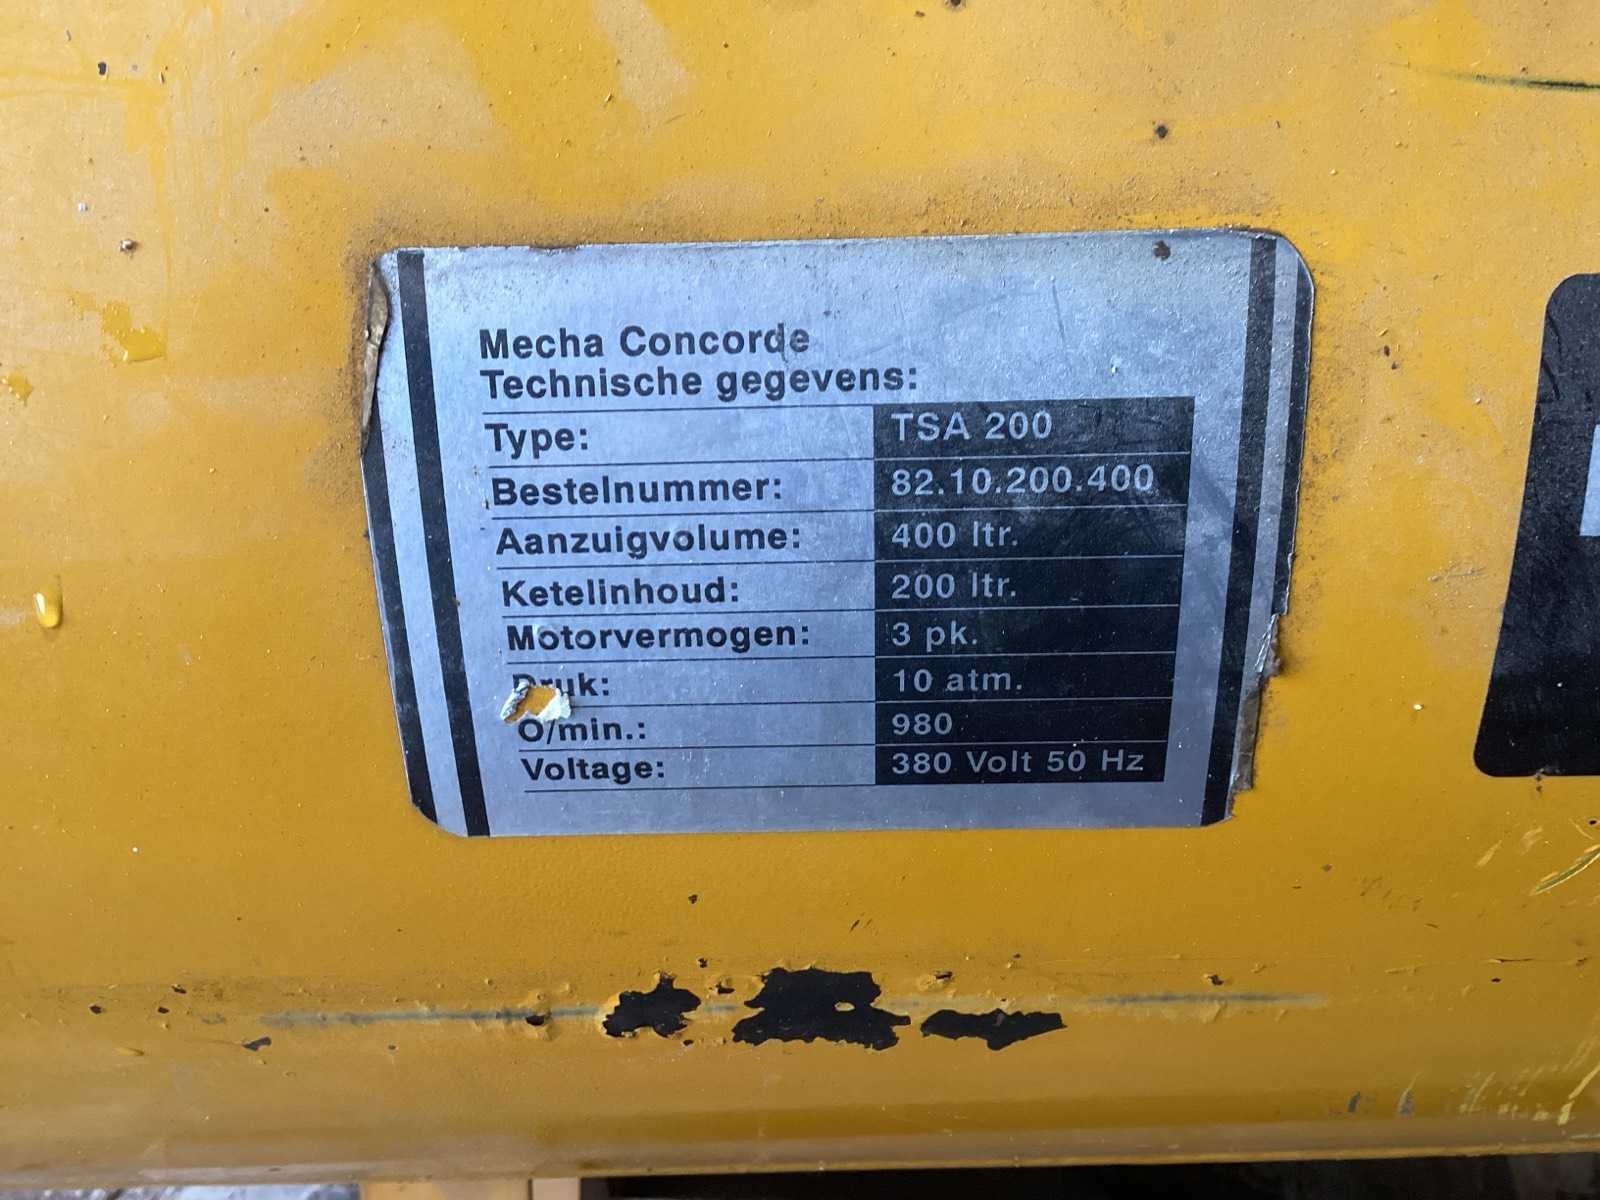 Mecha Concorde
Technische gegevens:
Type: TSA 200
Bestelnummer: 82.10.200.400
Aanzuigvolume: 400 ltr.
Ketelinhoud: 200 ltr.
Motorvermogen: 3 pk.
Druk: 10 atm.
O/min.: 980
Voltage: 380 Volt 50 Hz